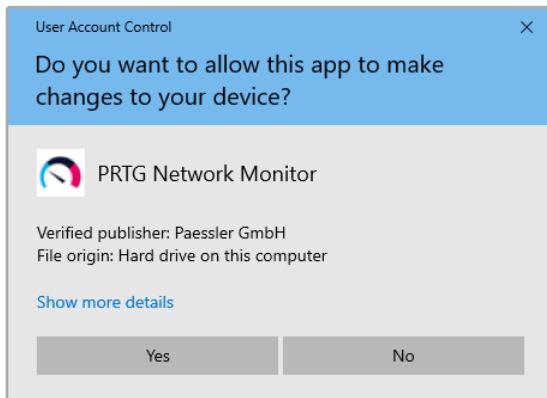 User Account Control
Do you want to allow this app to make
changes to your device?
PRTG Network Monitor
Verified publisher: Paessler GmbH
File origin: Hard drive on this computer
Show more details
Yes
No